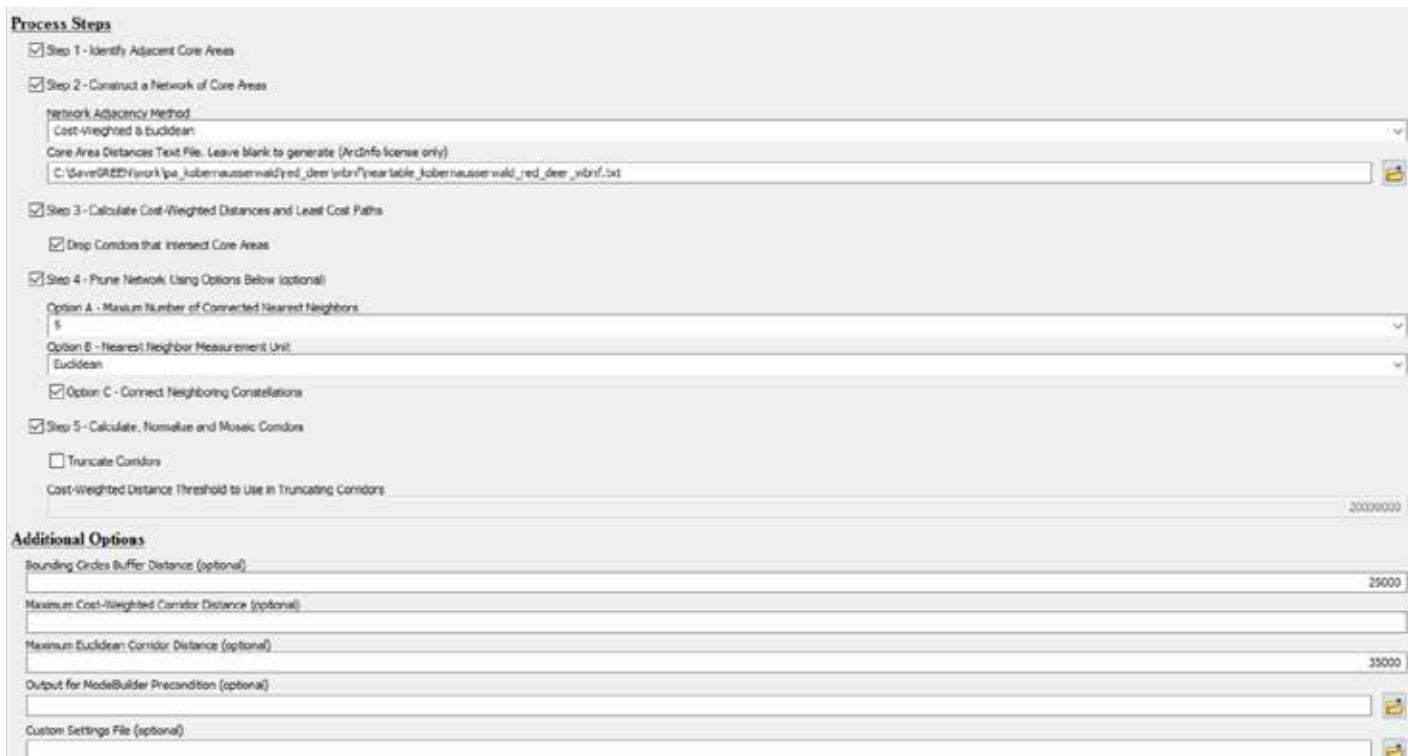 Process Steps
Step 1 - Identify Adjacent Core Areas
Step 2 - Construct a Network of Core Areas
Network Adjacency Method
Cost-Weighted & Euclidean
Core Area Distances Text File. Leave blank to generate (ArcInfo license only)
C:\SaveGREEN\work\pa_kobernausserwald\red_deer\vbnf\neartable_kobernausserwald_red_deer_vbnf.txt
Step 3 - Calculate Cost-Weighted Distances and Least Cost Paths
Drop Corridors that Intersect Core Areas
Step 4 - Prune Network Using Options Below (optional)
Option A - Maxium Number of Connected Nearest Neighbors
5
Option B - Nearest Neighbor Measurement Unit
Euclidean
Option C - Connect Neighboring Constellations
Step 5 - Calculate, Normalize and Mosaic Corridors
Truncate Corridors
Cost-Weighted Distance Threshold to Use in Truncating Corridors
20000000
Additional Options
Bounding Circles Buffer Distance (optional)
25000
Maximum Cost-Weighted Corridor Distance (optional)
Maximum Euclidean Corridor Distance (optional)
35000
Output for ModelBuilder Precondition (optional)
Custom Settings File (optional)